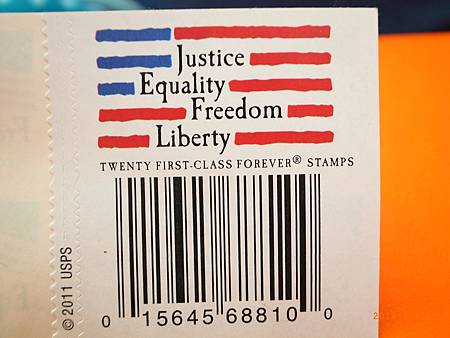 Justice
Equality
Freedom
Liberty
TWENTY FIRST-CLASS FOREVER® STAMPS
© 2011 USPS
0 15645 68810 0